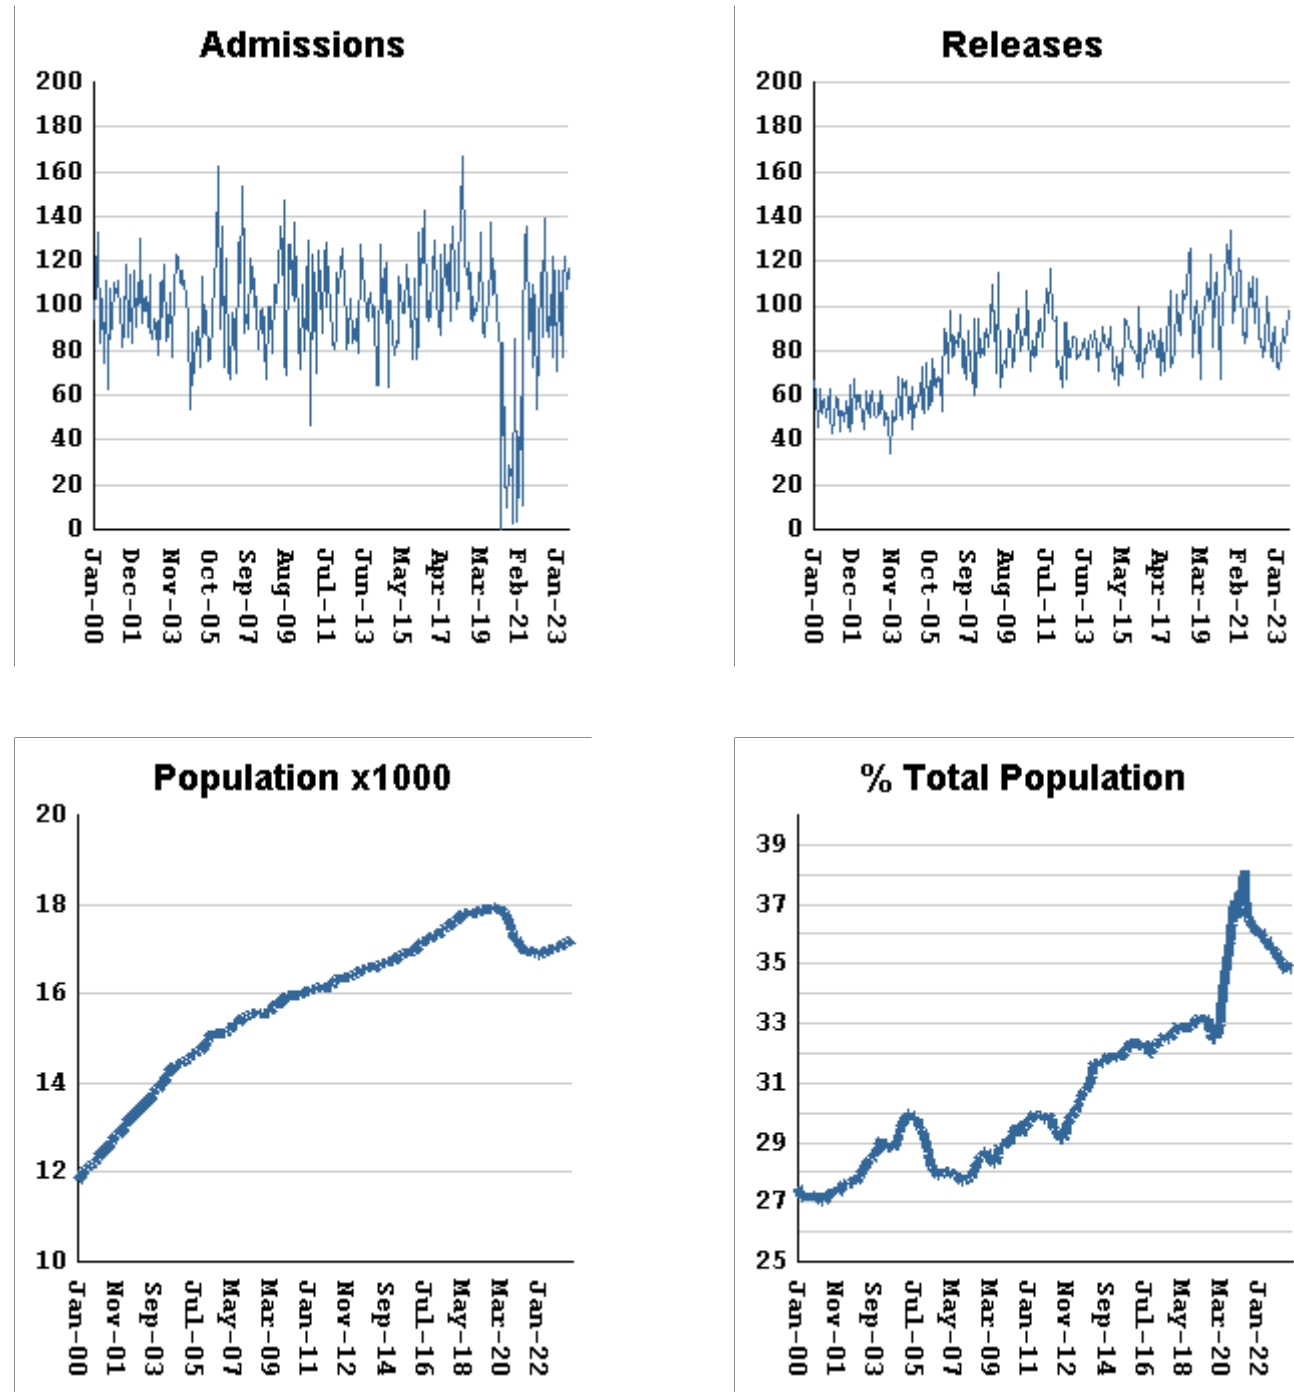 Admissions
200
180
160
140
120
100
80
60
40
20
0
Jan-00
Dec-01
Nov-03
Oct-05
Sep-07
Aug-09
Jul-11
Jun-13
May-15
Apr-17
Mar-19
Feb-21
Jan-23
Releases
200
180
160
140
120
100
80
60
40
20
0
Jan-00
Dec-01
Nov-03
Oct-05
Sep-07
Aug-09
Jul-11
Jun-13
May-15
Apr-17
Mar-19
Feb-21
Jan-23
Population x1000
20
18
16
14
12
10
Jan-00
Nov-01
Sep-03
Jul-05
May-07
Mar-09
Jan-11
Nov-12
Sep-14
Jul-16
May-18
Mar-20
Jan-22
% Total Population
39
37
35
33
31
29
27
25
Jan-00
Nov-01
Sep-03
Jul-05
May-07
Mar-09
Jan-11
Nov-12
Sep-14
Jul-16
May-18
Mar-20
Jan-22